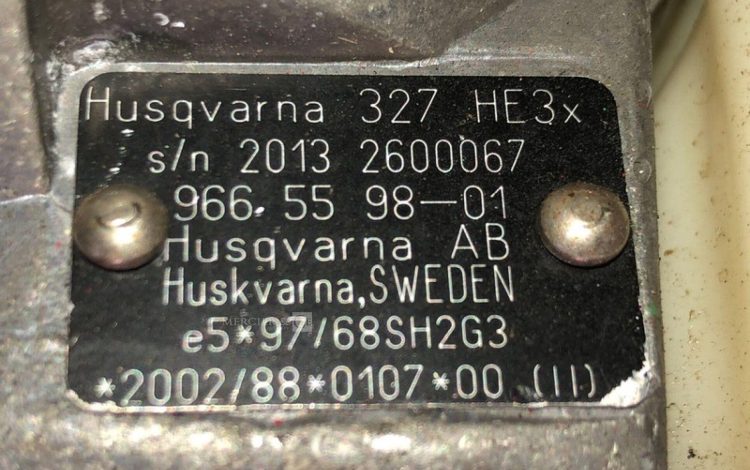 Husqvarna 327 HE3x
s/n 2013 2600067
966 55 98-01
Husqvarna AB
Huskvarna, SWEDEN
e5*97/68SH2G3
*2002/88*0107*00 (II)